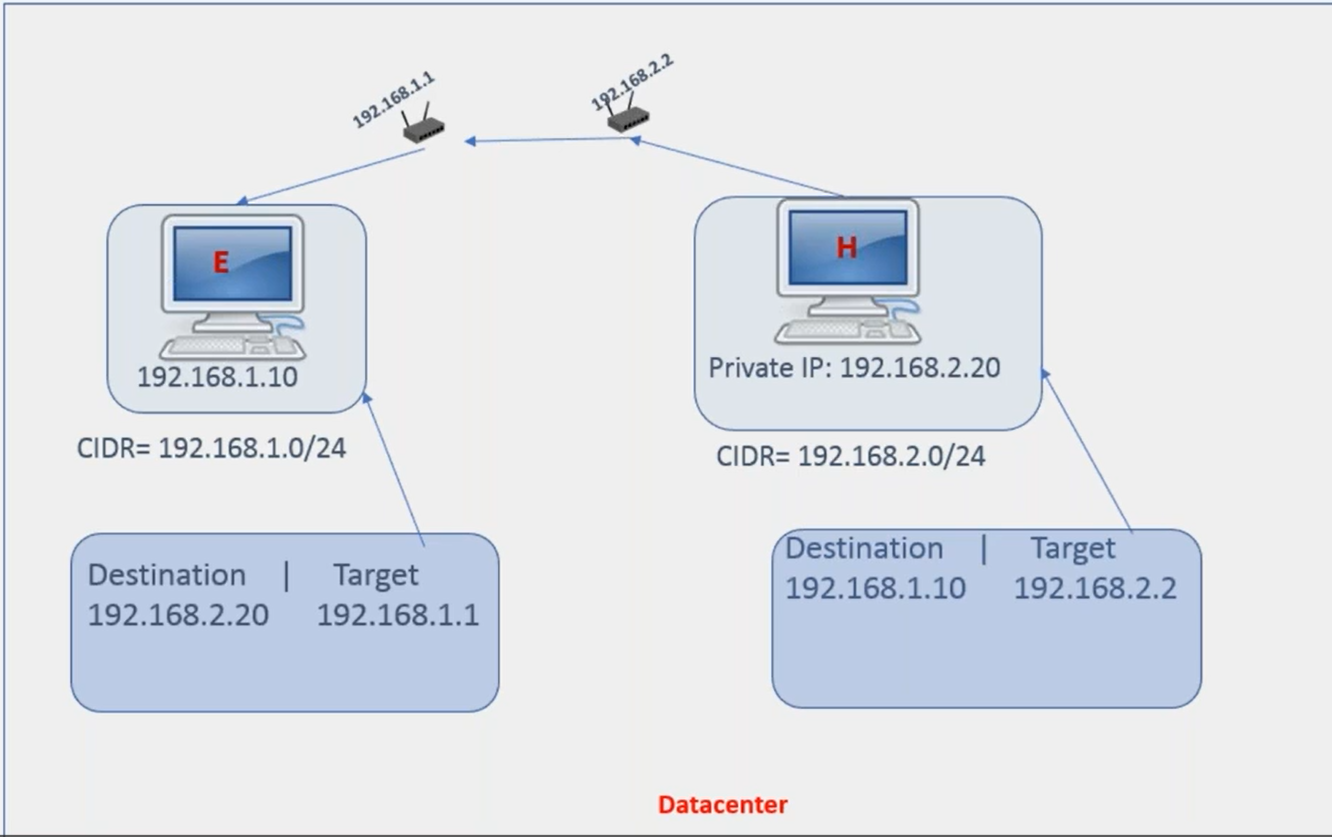 192.168.1.1
192.168.2.2
E
H
192.168.1.10
Private IP: 192.168.2.20
CIDR= 192.168.1.0/24
CIDR= 192.168.2.0/24
Destination | Target
192.168.2.20 192.168.1.1
Destination | Target
192.168.1.10 192.168.2.2
Datacenter